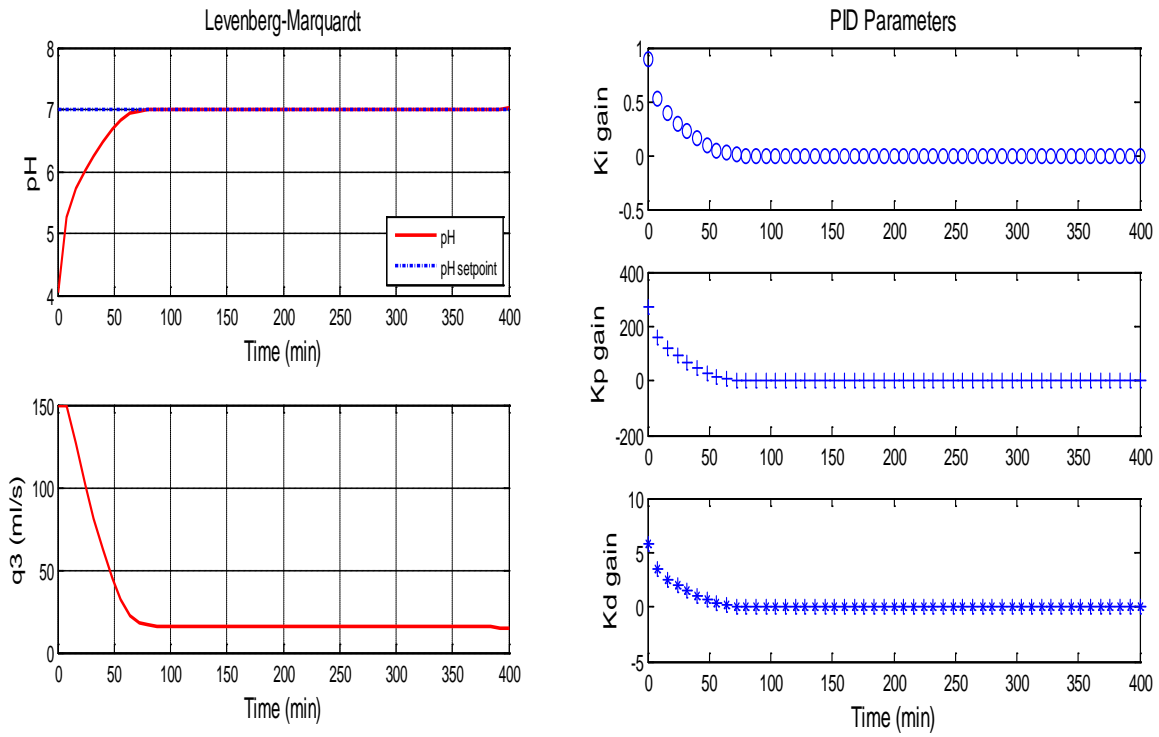 Levenberg-Marquardt
8
7
6
5
4
pH
pH
pH setpoint
0 50 100 150 200 250 300 350 400
Time (min)
150
100
50
0
q3 (ml/s)
0 50 100 150 200 250 300 350 400
Time (min)
PID Parameters
1
0.5
0
-0.5
Ki gain
0 50 100 150 200 250 300 350 400
400
200
0
-200
Kp gain
0 50 100 150 200 250 300 350 400
10
5
0
-5
Kd gain
0 50 100 150 200 250 300 350 400
Time (min)